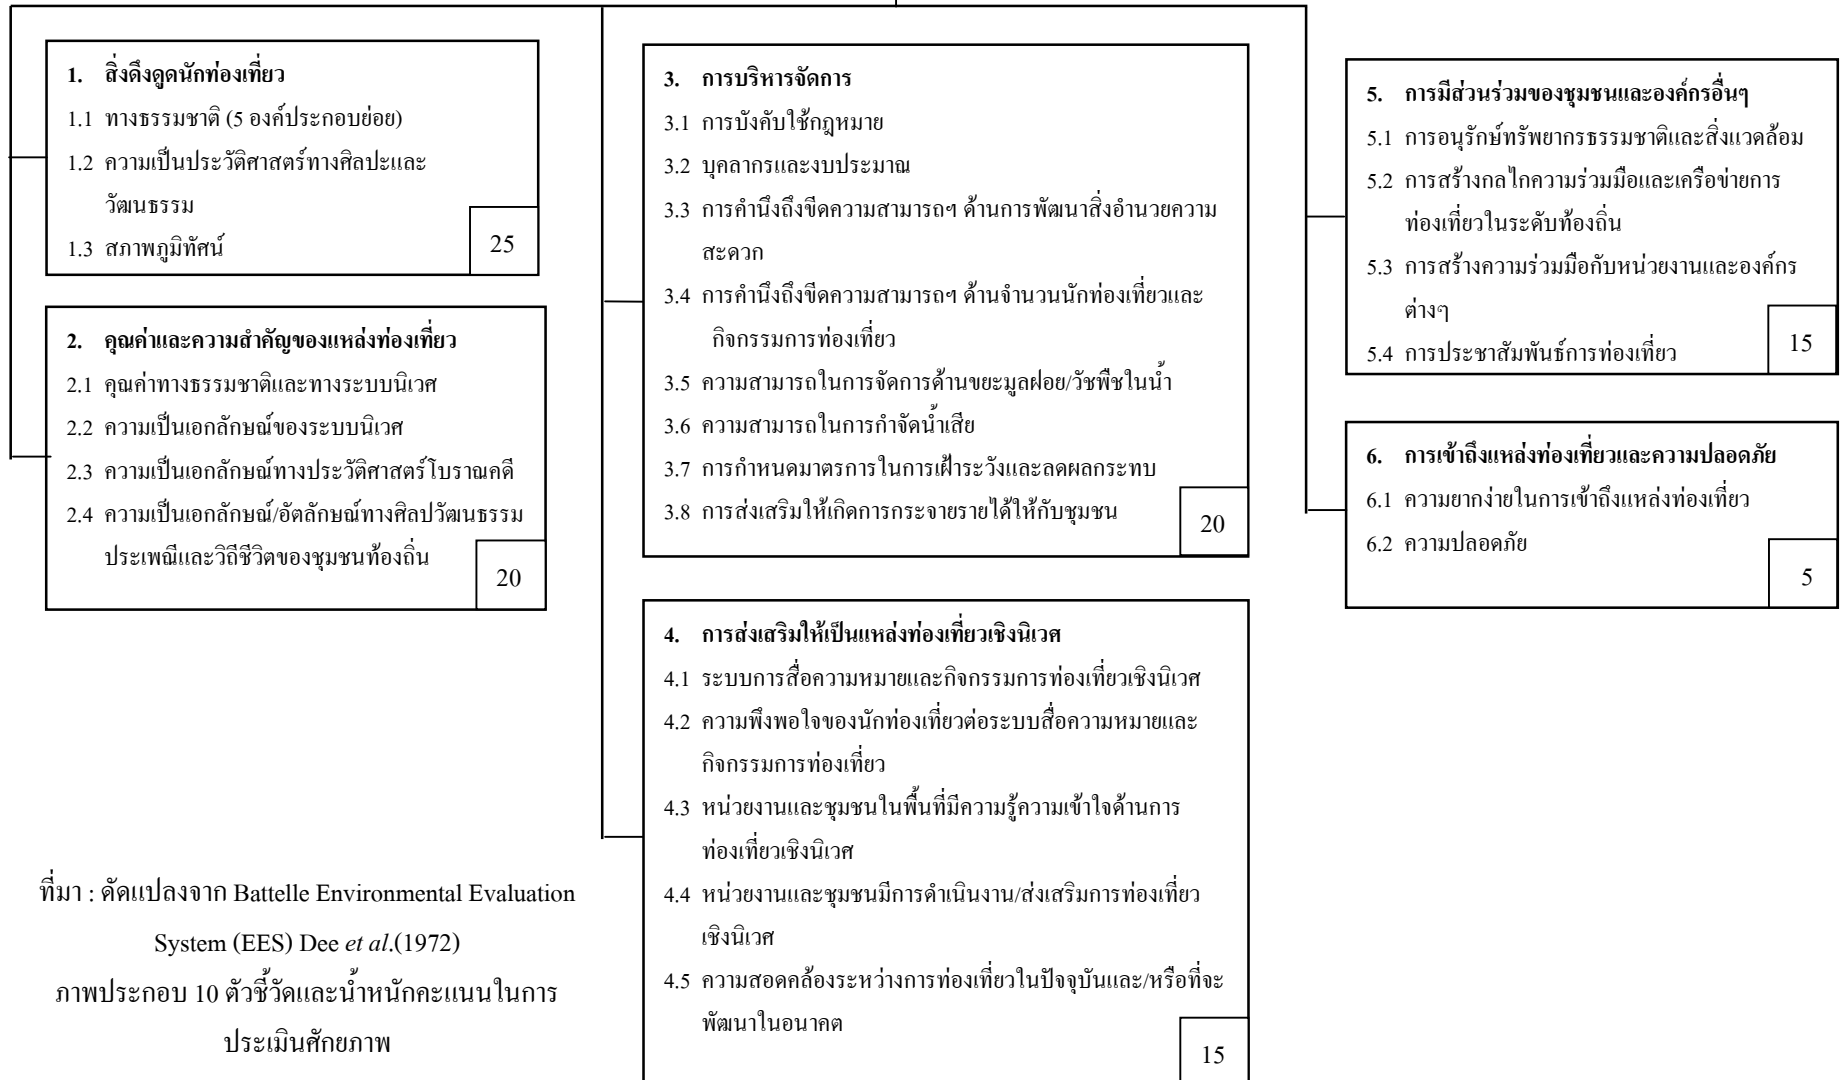 1. สิ่งดึงดูดนักท่องเที่ยว
1.1 ทางธรรมชาติ (5 องค์ประกอบย่อย)
1.2 ความเป็นประวัติศาสตร์ทางศิลปะและ
วัฒนธรรม
1.3 สภาพภูมิทัศน์
25
2. คุณค่าและความสำคัญของแหล่งท่องเที่ยว
2.1 คุณค่าทางธรรมชาติและทางระบบนิเวศ
2.2 ความเป็นเอกลักษณ์ของระบบนิเวศ
2.3 ความเป็นเอกลักษณ์ทางประวัติศาสตร์โบราณคดี
2.4 ความเป็นเอกลักษณ์/อัตลักษณ์ทางศิลปวัฒนธรรม
ประเพณีและวิถีชีวิตของชุมชนท้องถิ่น
20
3. การบริหารจัดการ
3.1 การบังคับใช้กฎหมาย
3.2 บุคลากรและงบประมาณ
3.3 การคำนึงถึงขีดความสามารถฯ ด้านการพัฒนาสิ่งอำนวยความ
สะดวก
3.4 การคำนึงถึงขีดความสามารถฯ ด้านจำนวนนักท่องเที่ยวและ
กิจกรรมการท่องเที่ยว
3.5 ความสามารถในการจัดการด้านขยะมูลฝอย/วัชพืชในน้ำ
3.6 ความสามารถในการกำจัดน้ำเสีย
3.7 การกำหนดมาตรการในการเฝ้าระวังและลดผลกระทบ
3.8 การส่งเสริมให้เกิดการกระจายรายได้ให้กับชุมชน
20
4. การส่งเสริมให้เป็นแหล่งท่องเที่ยวเชิงนิเวศ
4.1 ระบบการสื่อความหมายและกิจกรรมการท่องเที่ยวเชิงนิเวศ
4.2 ความพึงพอใจของนักท่องเที่ยวต่อระบบสื่อความหมายและ
กิจกรรมการท่องเที่ยว
4.3 หน่วยงานและชุมชนในพื้นที่มีความรู้ความเข้าใจด้านการ
ท่องเที่ยวเชิงนิเวศ
4.4 หน่วยงานและชุมชนมีการดำเนินงาน/ส่งเสริมการท่องเที่ยว
เชิงนิเวศ
4.5 ความสอดคล้องระหว่างการท่องเที่ยวในปัจจุบันและ/หรือที่จะ
พัฒนาในอนาคต
15
5. การมีส่วนร่วมของชุมชนและองค์กรอื่นๆ
5.1 การอนุรักษ์ทรัพยากรธรรมชาติและสิ่งแวดล้อม
5.2 การสร้างกลไกความร่วมมือและเครือข่ายการ
ท่องเที่ยวในระดับท้องถิ่น
5.3 การสร้างความร่วมมือกับหน่วยงานและองค์กร
ต่างๆ
5.4 การประชาสัมพันธ์การท่องเที่ยว
15
6. การเข้าถึงแหล่งท่องเที่ยวและความปลอดภัย
6.1 ความยากง่ายในการเข้าถึงแหล่งท่องเที่ยว
6.2 ความปลอดภัย
5
ที่มา : ดัดแปลงจาก Battelle Environmental Evaluation
System (EES) Dee et al.(1972)
ภาพประกอบ 10 ตัวชี้วัดและน้ำหนักคะแนนในการ
ประเมินศักยภาพ